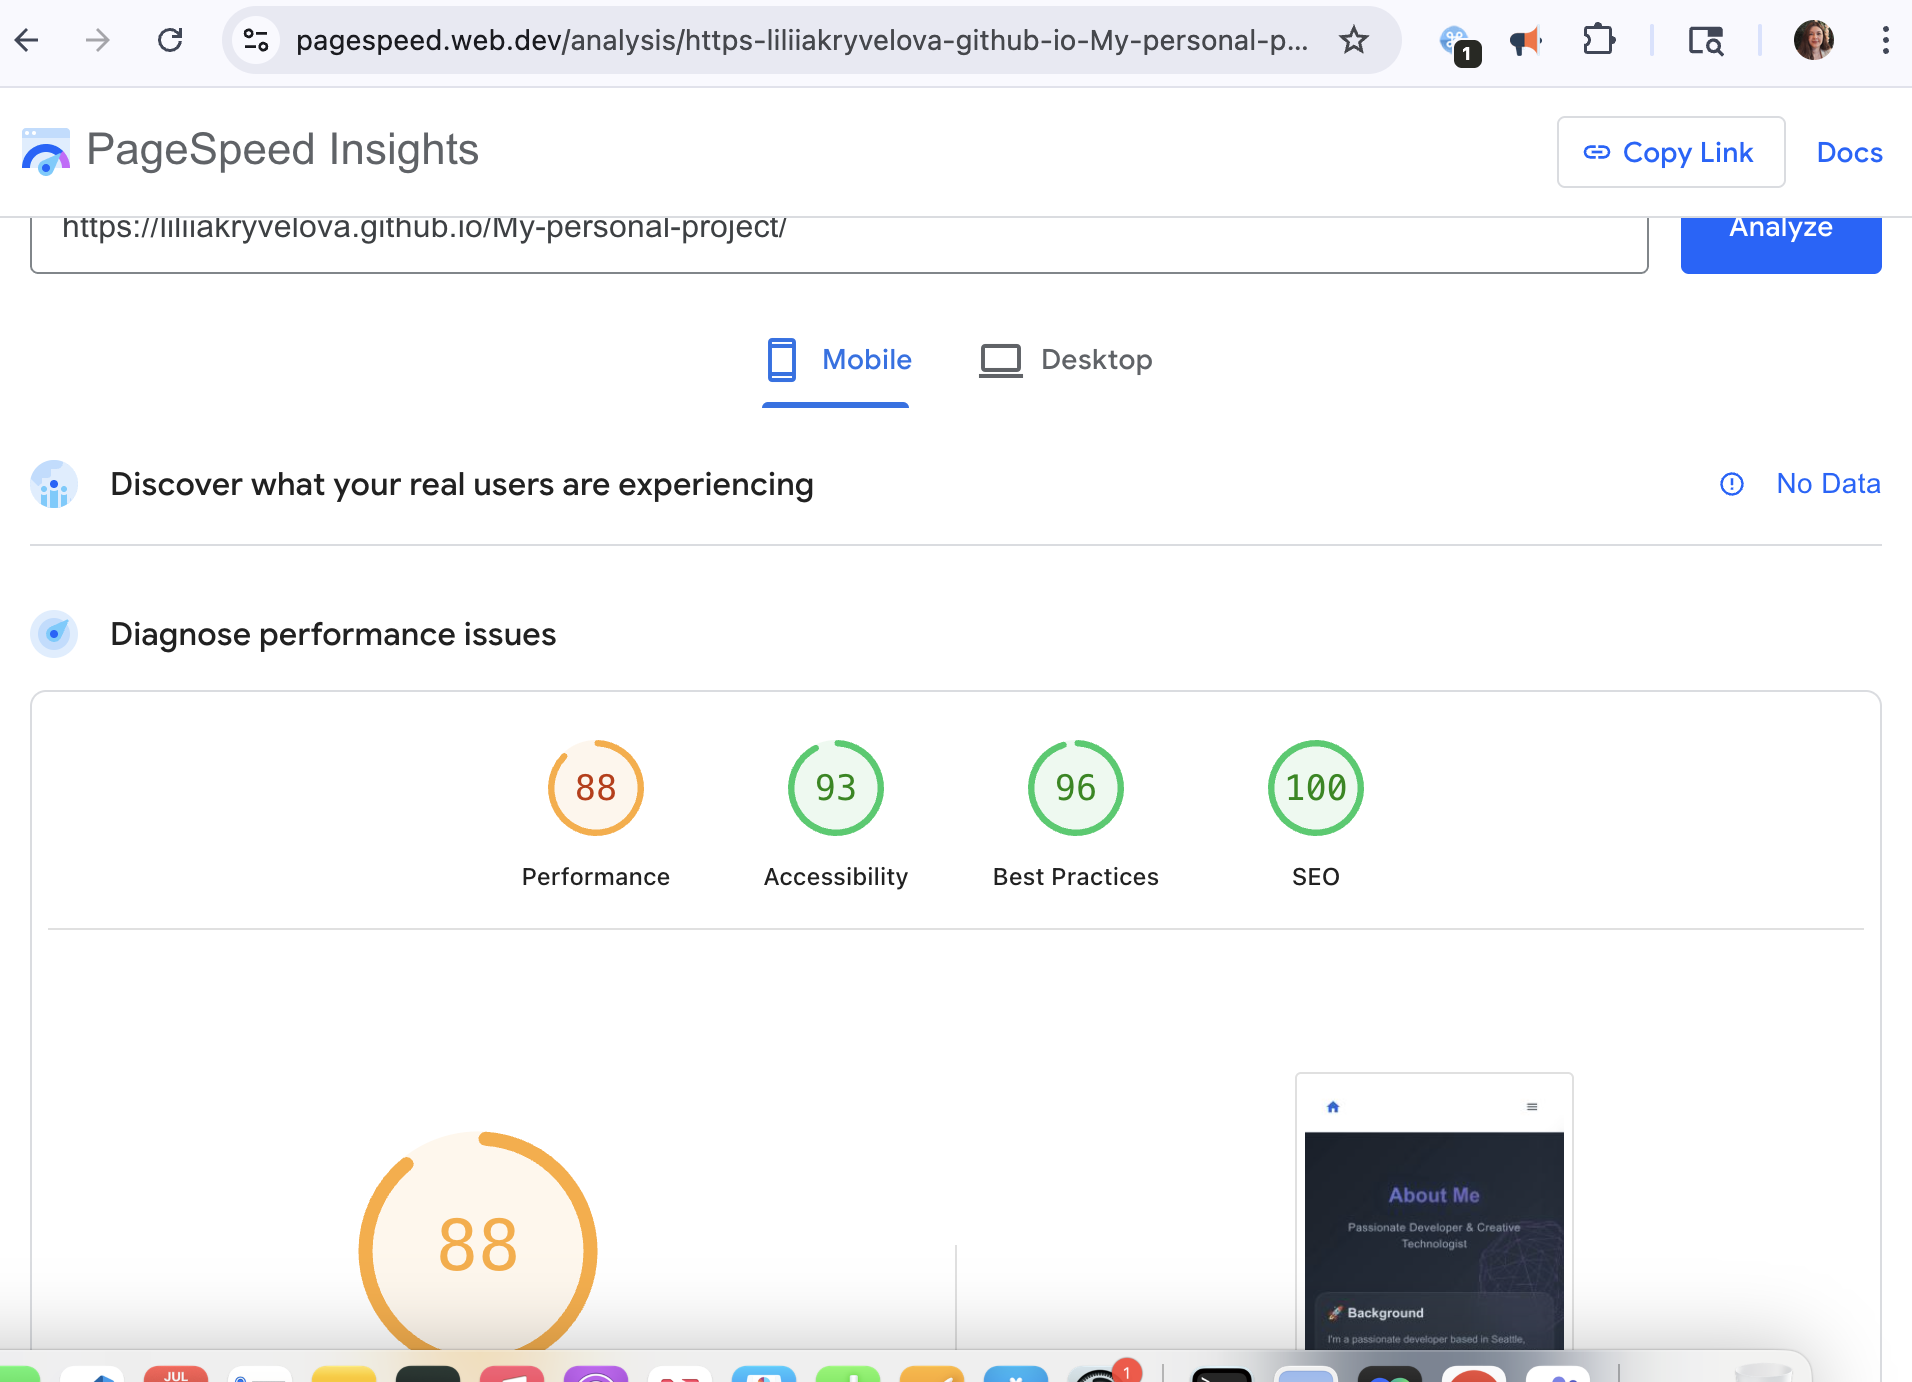 pagespeed.web.dev/analysis/https-liliiakryvelova-github-io-My-personal-p...
1
PageSpeed Insights
Copy Link
Docs
https://liliiakryvelova.github.io/My-personal-project/
Analyze
Mobile
Desktop
Discover what your real users are experiencing
No Data
Diagnose performance issues
88
93
96
100
Performance
Accessibility
Best Practices
SEO
88
About Me
Passionate Developer & Creative
Technologist
🚀 Background
I'm a passionate developer based in Seattle,
JUL
1